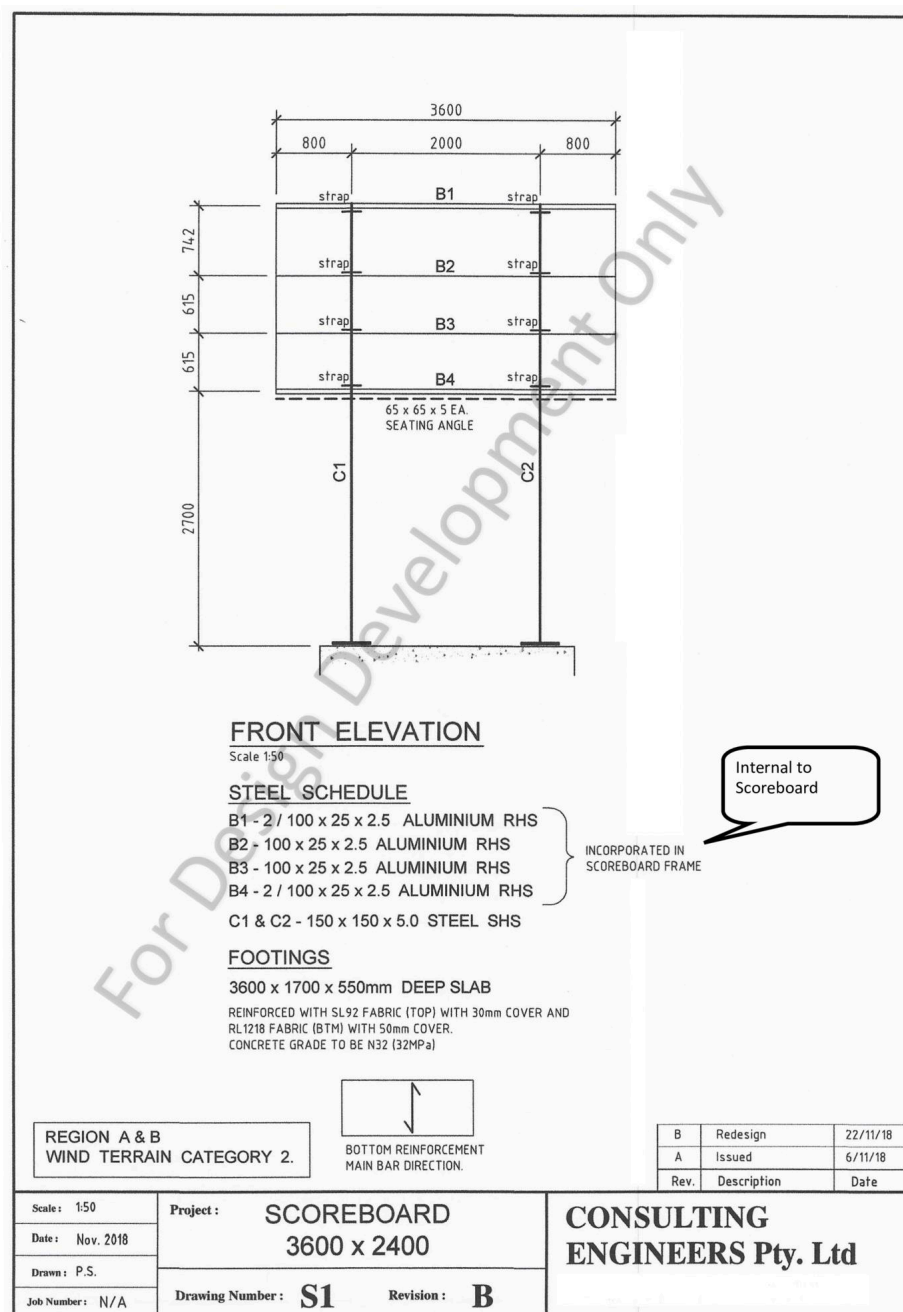 3600
800
2000
800
strap
B1
strap
742
strap
B2
strap
615
strap
B3
strap
615
strap
B4
strap
65 x 65 x 5 EA.
SEATING ANGLE
C1
C2
2700
For Design Development Only
FRONT ELEVATION
Scale 1:50
STEEL SCHEDULE
B1 - 2 / 100 x 25 x 2.5 ALUMINIUM RHS
B2 - 100 x 25 x 2.5 ALUMINIUM RHS
B3 - 100 x 25 x 2.5 ALUMINIUM RHS
B4 - 2 / 100 x 25 x 2.5 ALUMINIUM RHS
INCORPORATED IN
SCOREBOARD FRAME
Internal to
Scoreboard
C1 & C2 - 150 x 150 x 5.0 STEEL SHS
FOOTINGS
3600 x 1700 x 550mm DEEP SLAB
REINFORCED WITH SL92 FABRIC (TOP) WITH 30mm COVER AND
RL1218 FABRIC (BTM) WITH 50mm COVER.
CONCRETE GRADE TO BE N32 (32MPa)
BOTTOM REINFORCEMENT
MAIN BAR DIRECTION.
REGION A & B
WIND TERRAIN CATEGORY 2.
B Redesign 22/11/18
A Issued 6/11/18
Rev. Description Date
Scale: 1:50
Date: Nov. 2018
Drawn: P.S.
Job Number: N/A
Project: SCOREBOARD
3600 x 2400
Drawing Number: S1 Revision: B
CONSULTING
ENGINEERS Pty. Ltd